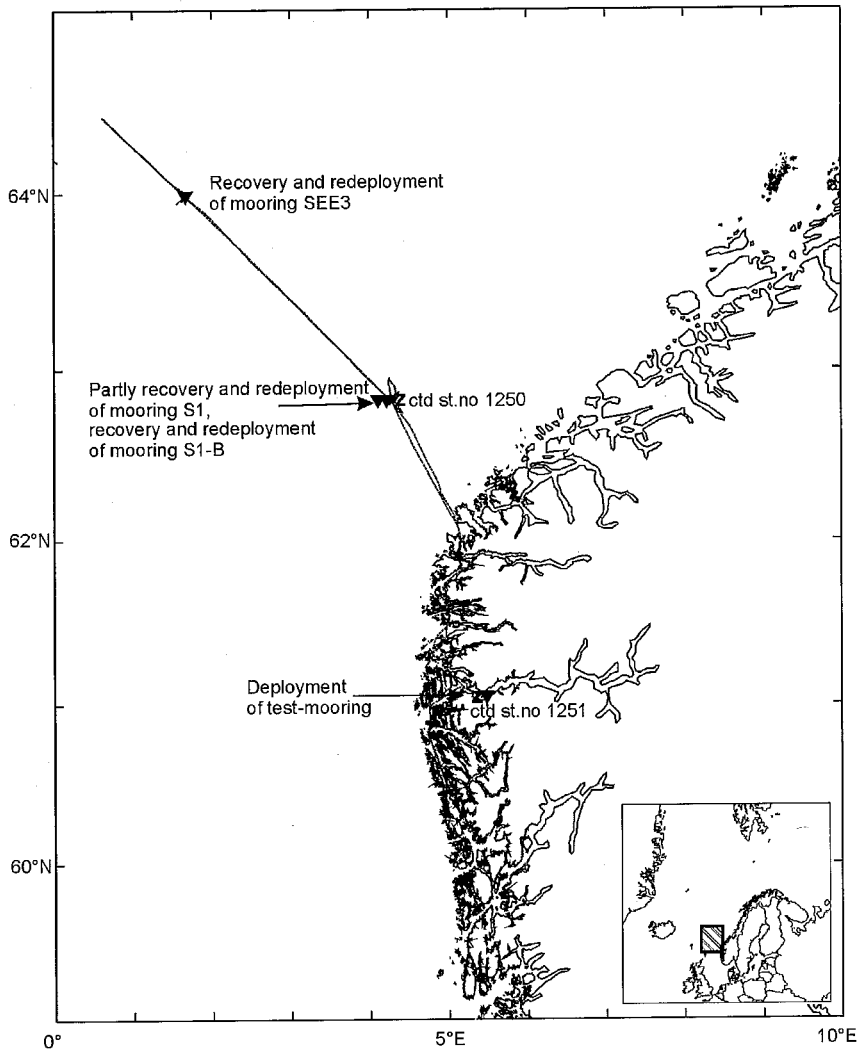 64°N
Recovery and redeployment
of mooring SEE3
Partly recovery and redeployment
of mooring S1,
recovery and redeployment
of mooring S1-B
Z ctd st.no 1250
62°N
Deployment
of test-mooring
Z
ctd st.no 1251
60°N
0°
5°E
10°E